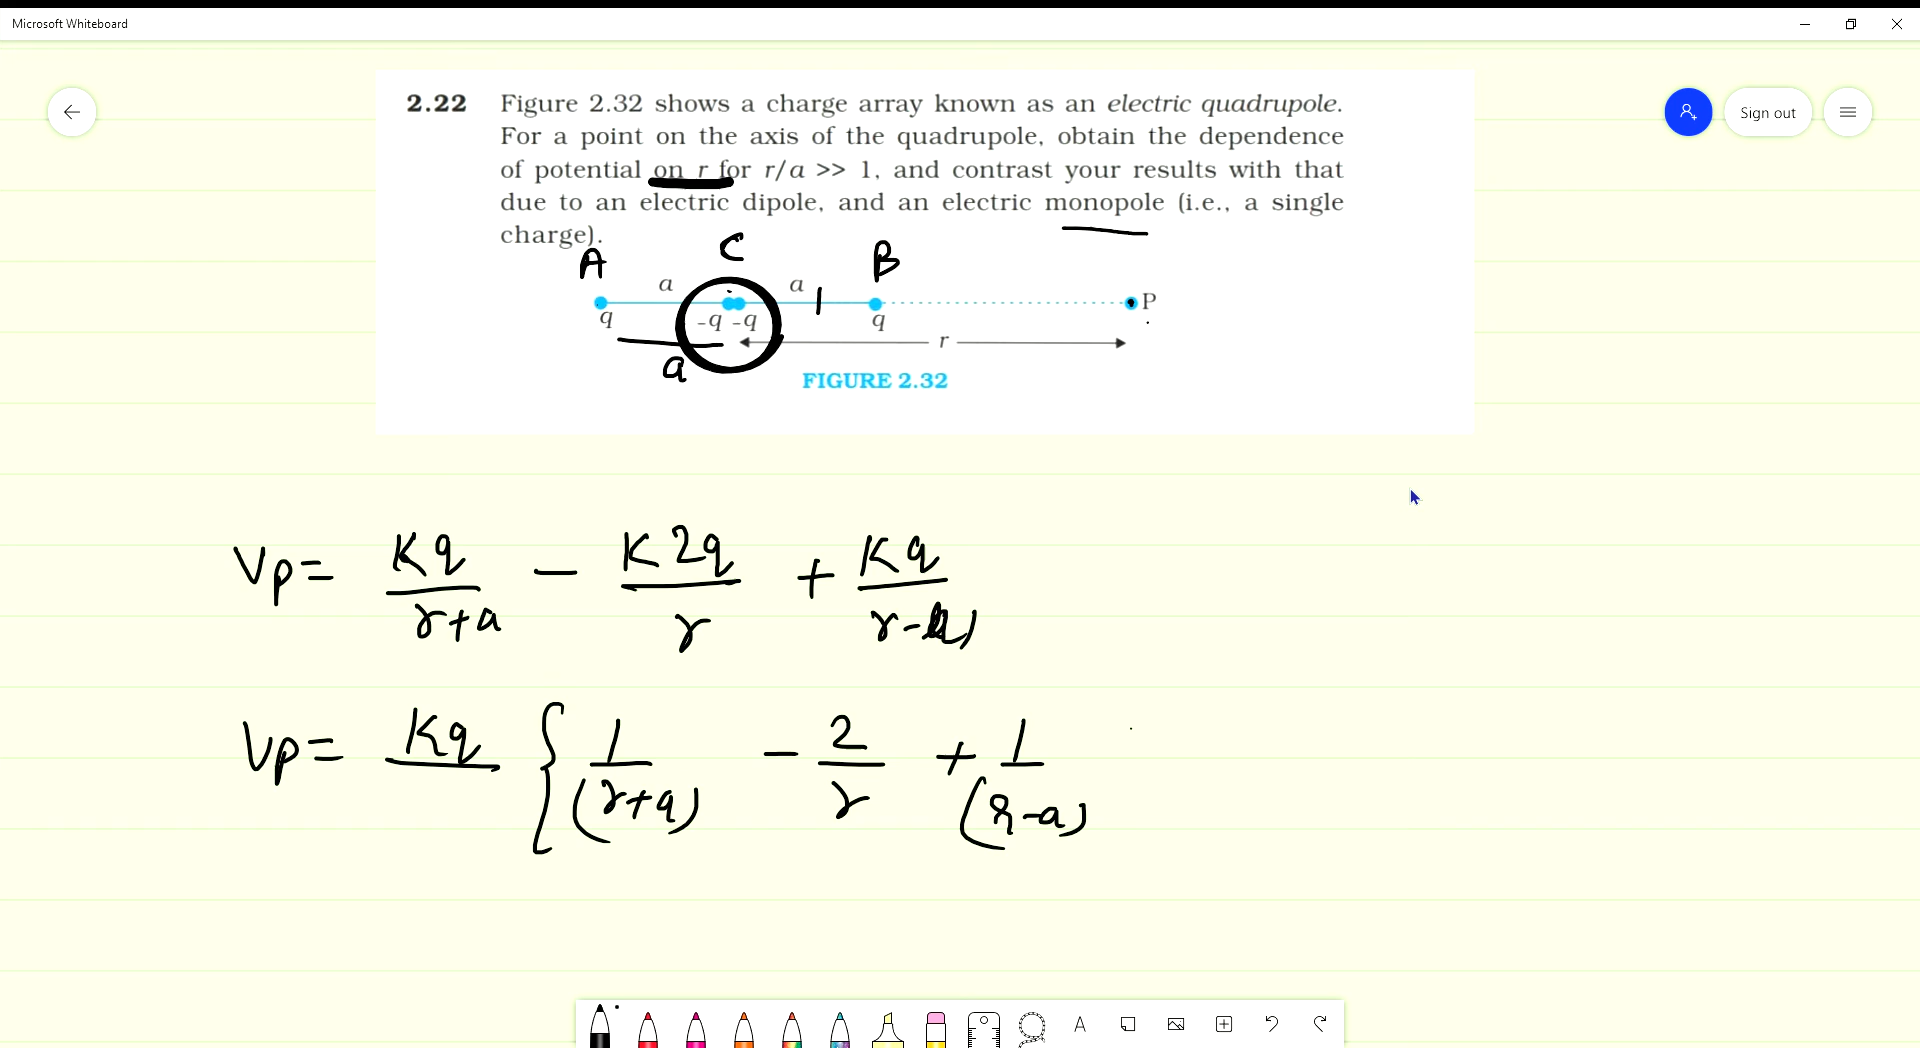 Microsoft Whiteboard
Sign out
2.22 Figure 2.32 shows a charge array known as an electric quadrupole.
For a point on the axis of the quadrupole, obtain the dependence
of potential on r for r/a >> 1, and contrast your results with that
due to an electric dipole, and an electric monopole (i.e., a single
charge).
A C B
a a
P
q -q -q q
r
a
FIGURE 2.32
Vp = Kq/r+a - K2q/r + Kq/r-a)
Vp = Kq { 1/(r+a) - 2/r + 1/(r-a)
A